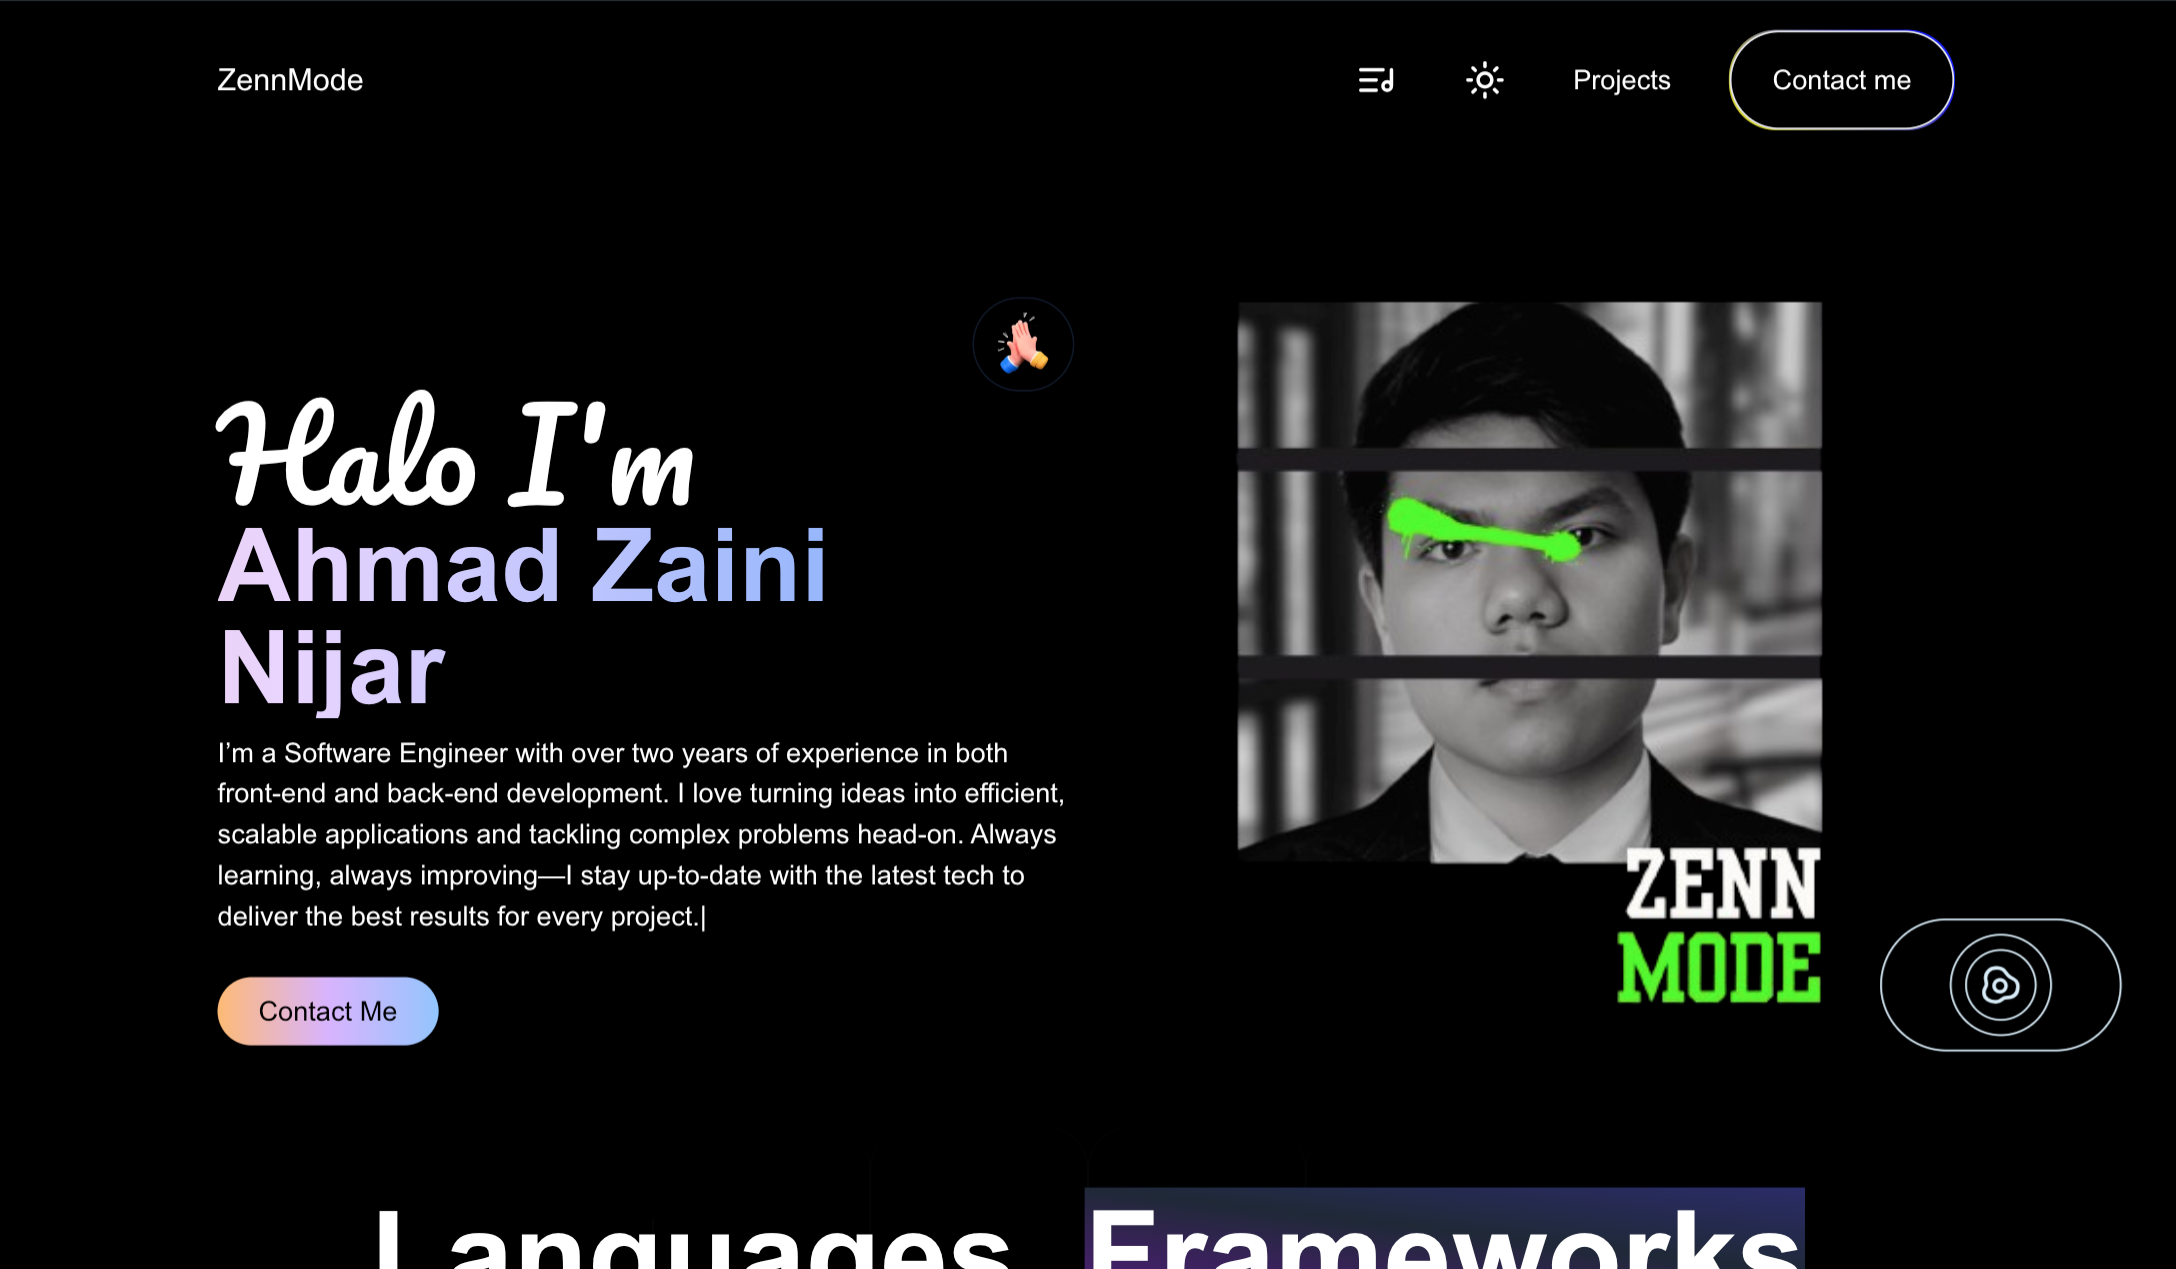 ZennMode
Projects
Contact me
Halo I'm
Ahmad Zaini
Nijar
I’m a Software Engineer with over two years of experience in both
front-end and back-end development. I love turning ideas into efficient,
scalable applications and tackling complex problems head-on. Always
learning, always improving—I stay up-to-date with the latest tech to
deliver the best results for every project.|
Contact Me
ZENN
MODE
Languages Frameworks